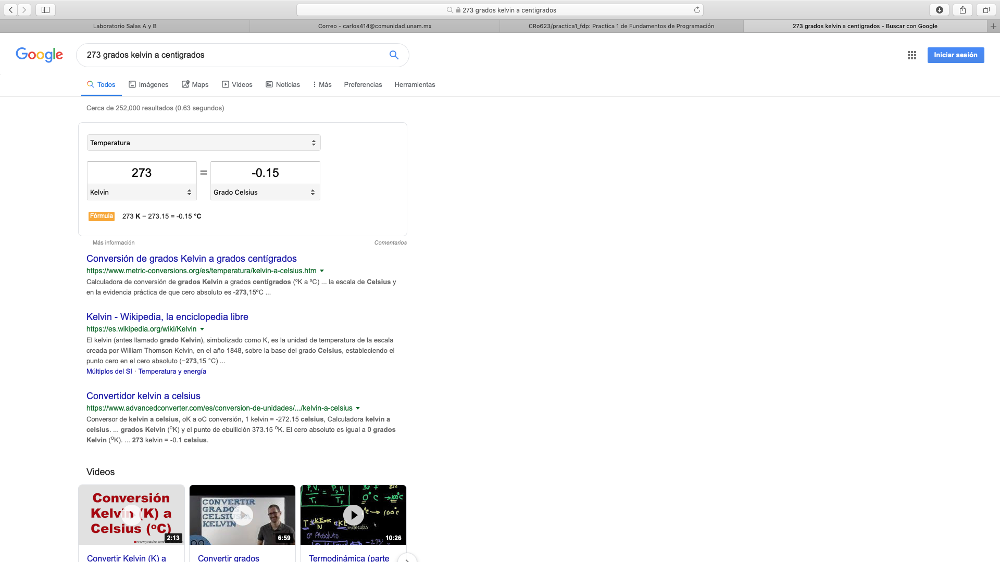 273 grados kelvin a centigrados
Laboratorio Salas A y B
Correo - carlos414@comunidad.unam.mx
CRo623/practica1_fdp: Practica 1 de Fundamentos de Programación
273 grados kelvin a centigrados - Buscar con Google
Google
273 grados kelvin a centigrados
Iniciar sesión
Todos Imágenes Maps Videos Noticias Más Preferencias Herramientas
Cerca de 252,000 resultados (0.63 segundos)
Temperatura
273 = -0.15
Kelvin Grado Celsius
Fórmula 273 K − 273.15 = -0.15 °C
Más información Comentarios
Conversión de grados Kelvin a grados centígrados
https://www.metric-conversions.org/es/temperatura/kelvin-a-celsius.htm
Calculadora de conversión de grados Kelvin a grados centígrados (ºK a ºC) ... la escala de Celsius y
en la evidencia práctica de que cero absoluto es -273,15ºC ...
Kelvin - Wikipedia, la enciclopedia libre
https://es.wikipedia.org/wiki/Kelvin
El kelvin (antes llamado grado Kelvin), simbolizado como K, es la unidad de temperatura de la escala
creada por William Thomson Kelvin, en el año 1848, sobre la base del grado Celsius, estableciendo el
punto cero en el cero absoluto (−273,15 °C) ...
Múltiplos del SI · Temperatura y energía
Convertidor kelvin a celsius
https://www.advancedconverter.com/es/conversion-de-unidades/.../kelvin-a-celsius
Conversor de kelvin a celsius, oK a oC conversión, 1 kelvin = -272.15 celsius, Calculadora kelvin a
celsius. ... grados Kelvin (ºK) y el punto de ebullición 373.15 ºK. El cero absoluto es igual a 0 grados
Kelvin (ºK). ... 273 kelvin = -0.1 celsius.
Videos
Conversión
Kelvin (K) a
Celsius (ºC)
www.youtube.com
2:13
CONVERTIR
GRADOS
CELSIUS A
KELVIN
6:59
0°C → 100°C
→ 100°C
moléculas
0° Absoluto
-273°
10:26
Convertir Kelvin (K) a
Convertir grados
Termodinámica (parte